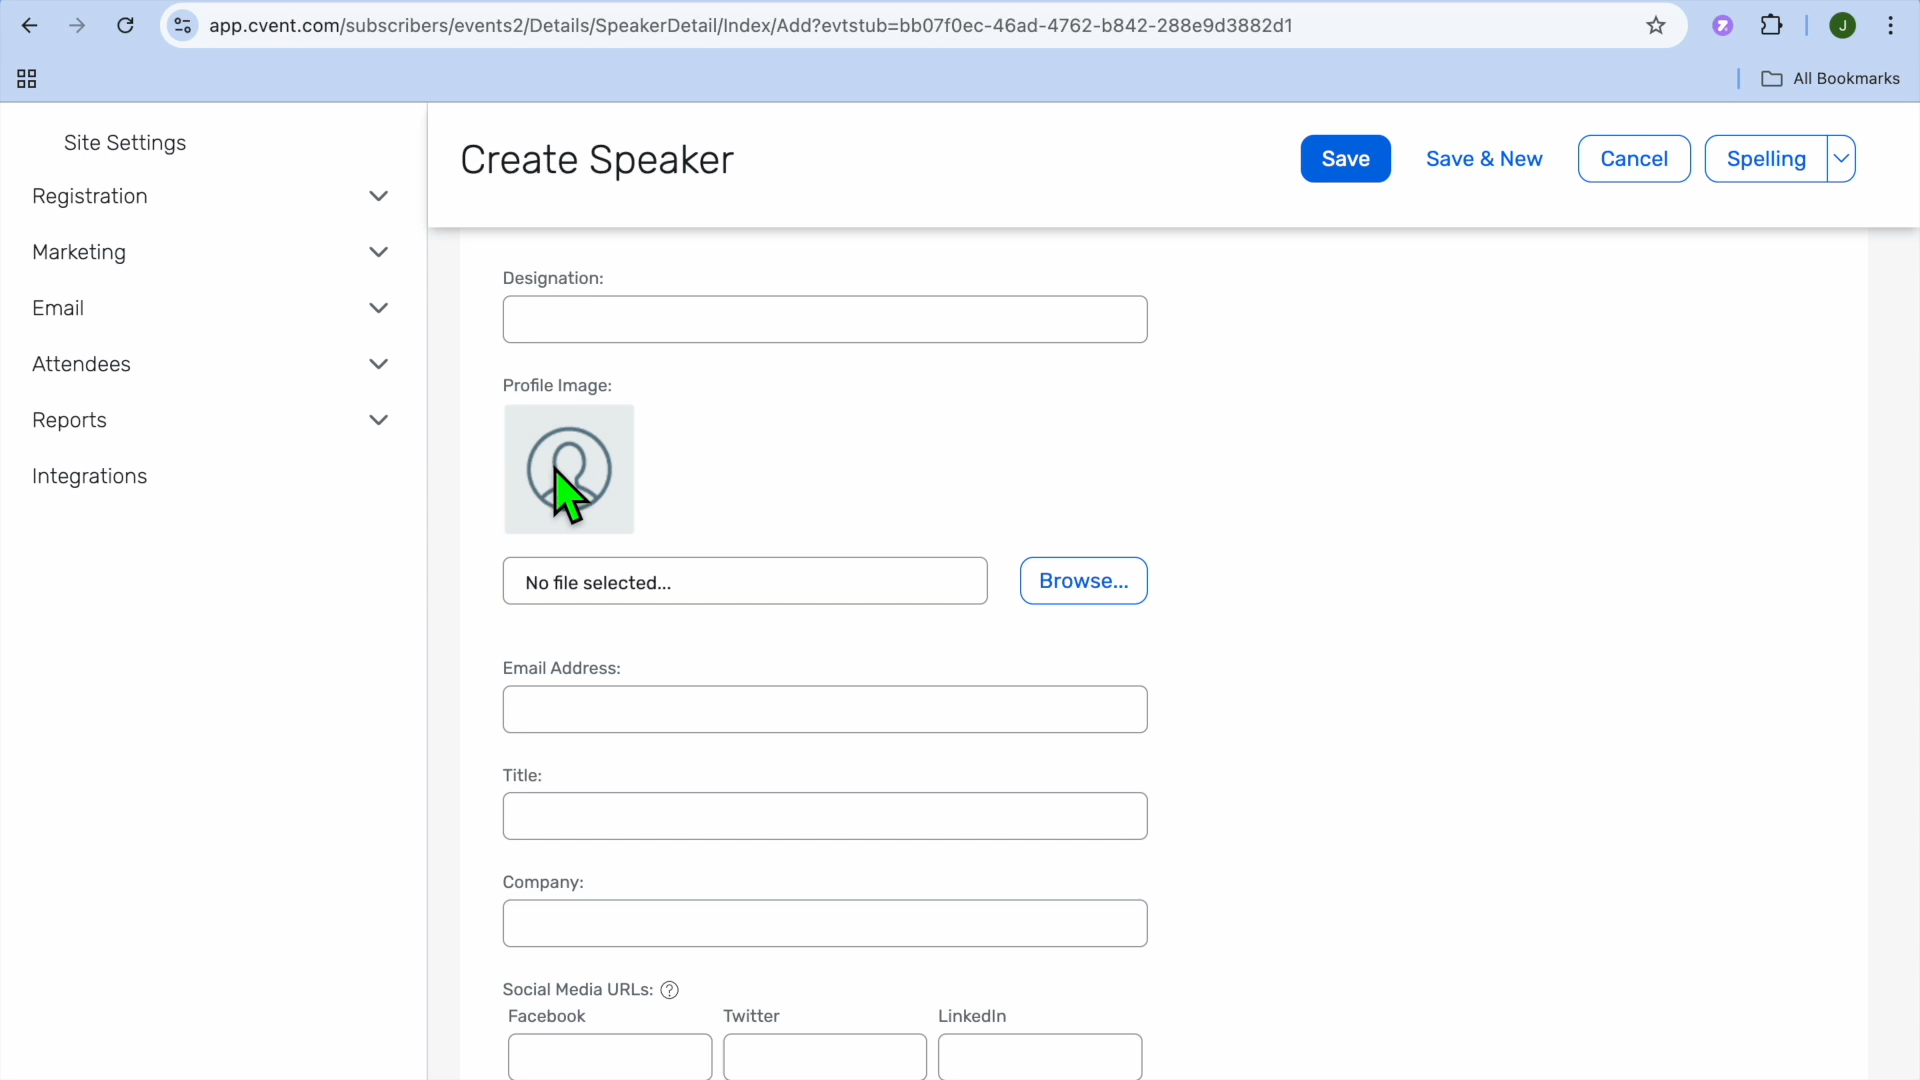 app.cvent.com/subscribers/events2/Details/SpeakerDetail/Index/Add?evtstub=bb07f0ec-46ad-4762-b842-288e9d3882d1
J
All Bookmarks
Site Settings
Registration
Marketing
Email
Attendees
Reports
Integrations
Create Speaker
Save
Save & New
Cancel
Spelling
Designation:
Profile Image:
No file selected...
Browse...
Email Address:
Title:
Company:
Social Media URLs: ?
Facebook Twitter LinkedIn